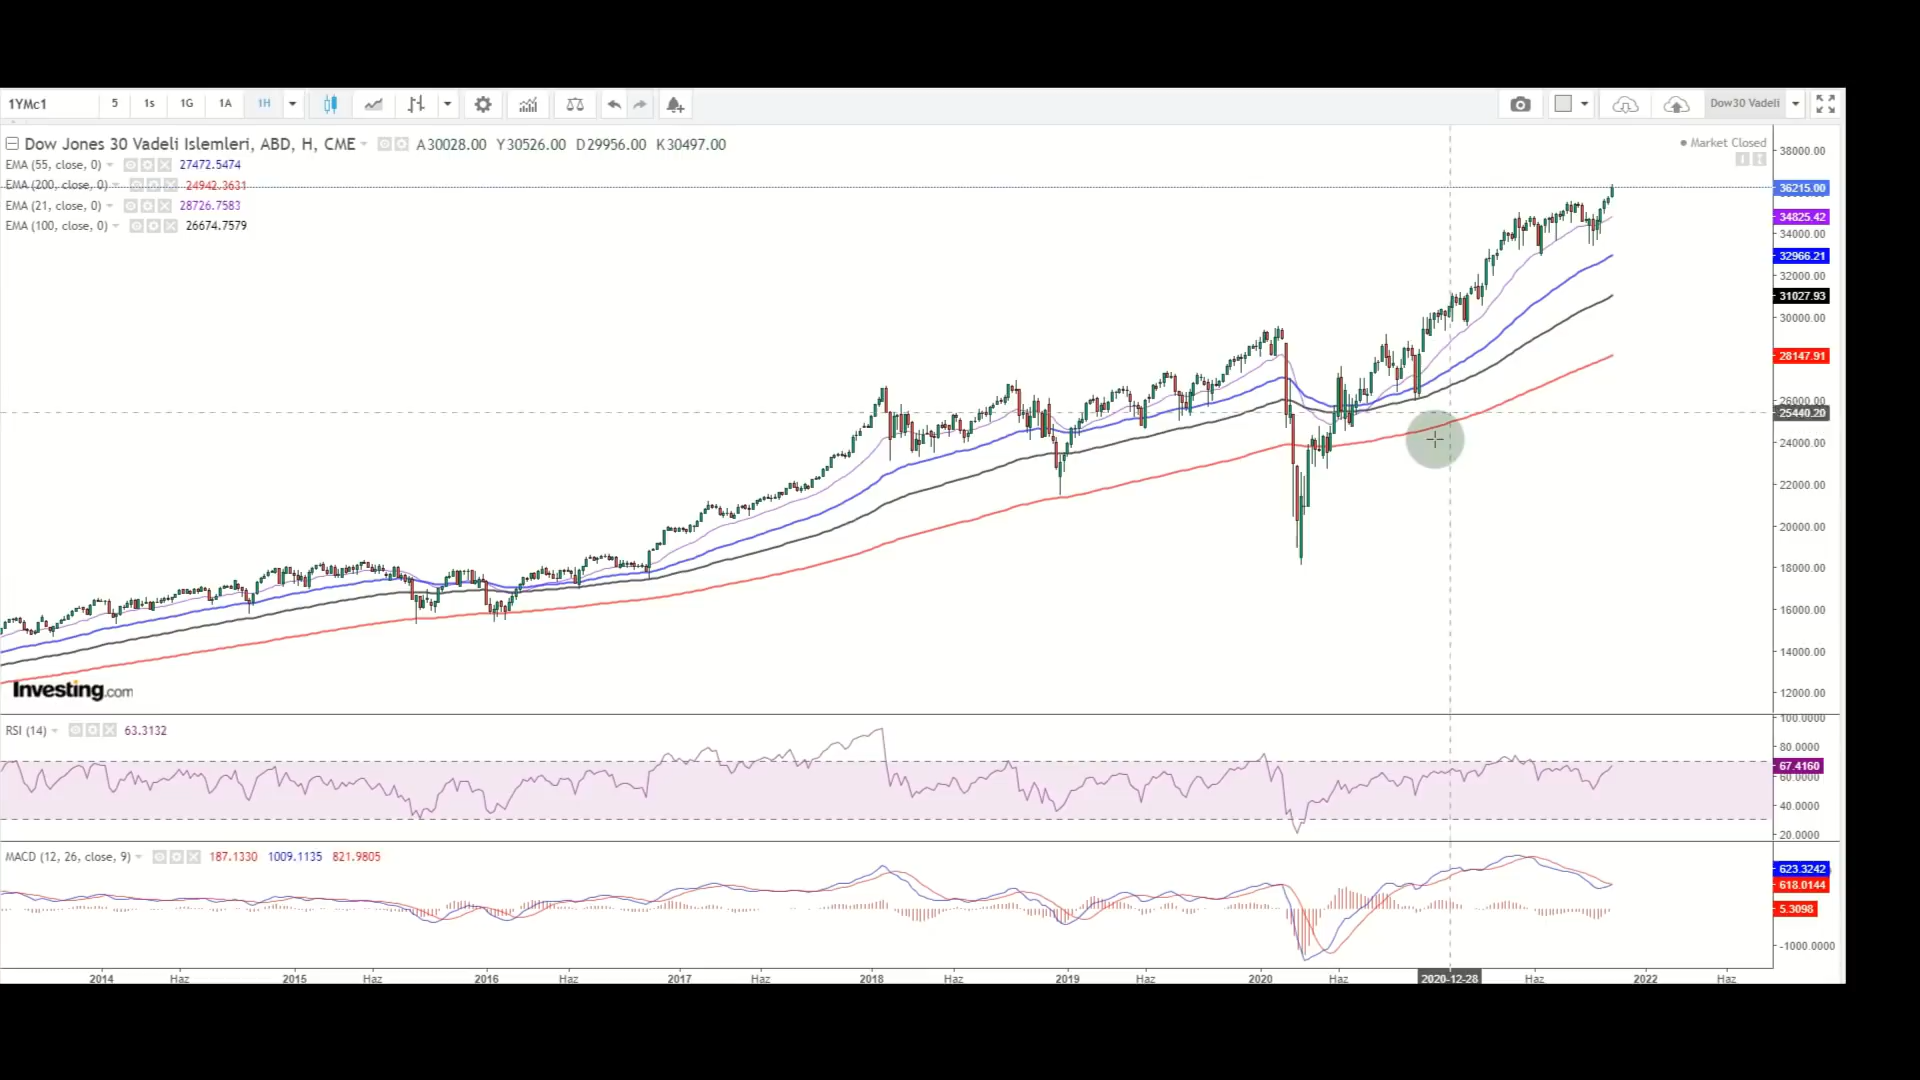 1YMc1 5 1s 1G 1A 1H Dow30 Vadeli
Dow Jones 30 Vadeli Islemleri, ABD, H, CME A30028.00 Y30526.00 D29956.00 K30497.00
Market Closed
EMA (55, close, 0) 27472.5474
EMA (200, close, 0) 24942.3631
EMA (21, close, 0) 28726.7583
EMA (100, close, 0) 26674.7579
38000.00
36215.00
34825.42
34000.00
32966.21
32000.00
31027.93
30000.00
28147.91
26000.00
25440.20
24000.00
22000.00
20000.00
18000.00
16000.00
14000.00
12000.00
Investing.com
RSI (14) 63.3132
100.0000
80.0000
67.4160
60.0000
40.0000
20.0000
MACD (12, 26, close, 9) 187.1330 1009.1135 821.9805
623.3242
618.0144
5.3098
-1000.0000
2014 Haz 2015 Haz 2016 Haz 2017 Haz 2018 Haz 2019 Haz 2020 Haz 2020-12-28 Haz 2022 Haz